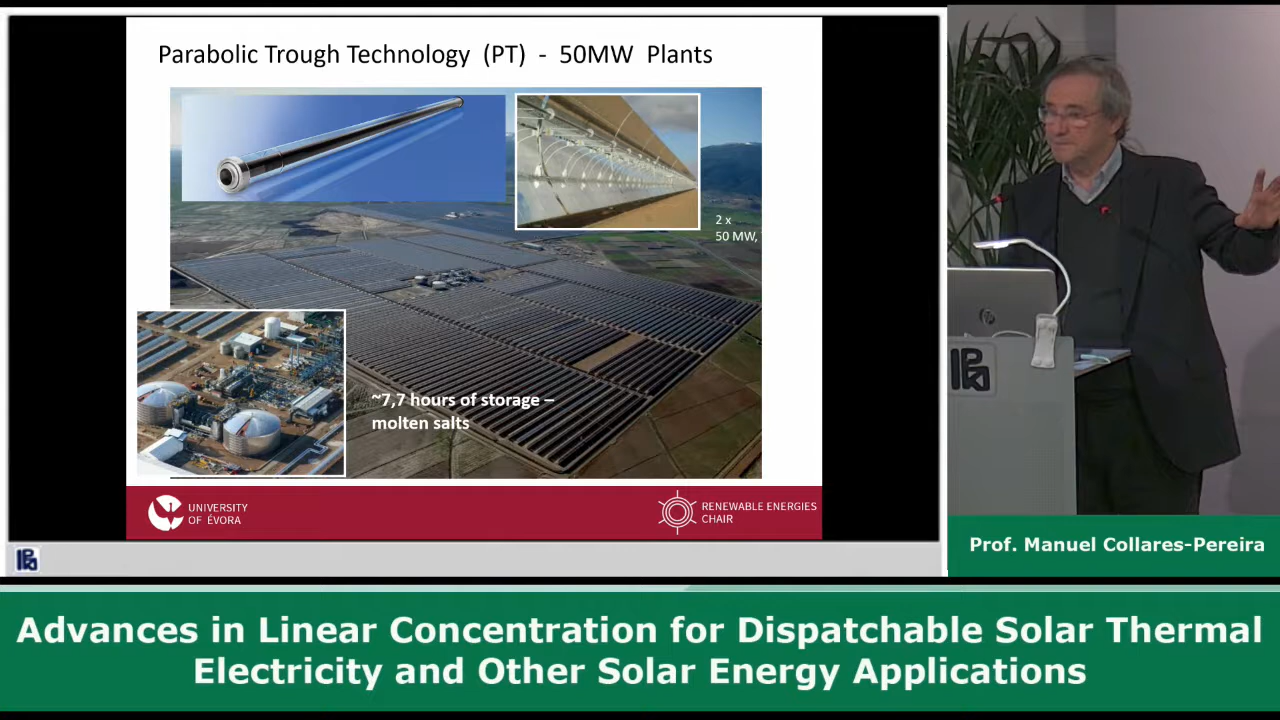 Parabolic Trough Technology (PT) - 50MW Plants
2 x
50 MW,
~7,7 hours of storage –
molten salts
UNIVERSITY
OF ÉVORA
RENEWABLE ENERGIES
CHAIR
Prof. Manuel Collares-Pereira
Advances in Linear Concentration for Dispatchable Solar Thermal
Electricity and Other Solar Energy Applications